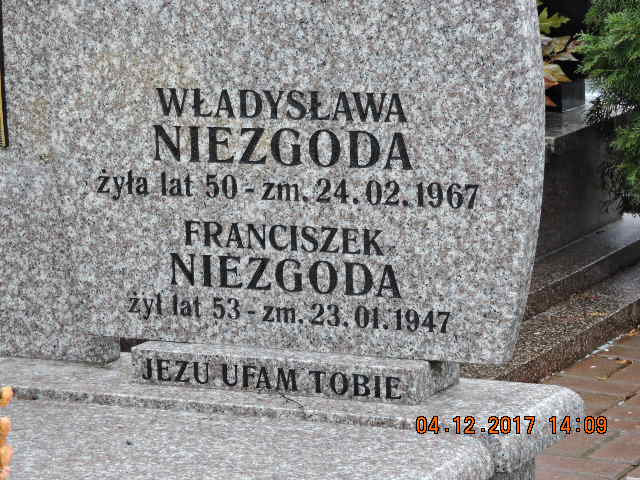 WŁADYSŁAWA
NIEZGODA
żyła lat 50 - zm. 24.02.1967
FRANCISZEK
NIEZGODA
żył lat 53 - zm. 23.01.1947
JEZU UFAM TOBIE
04.12.2017 14:09